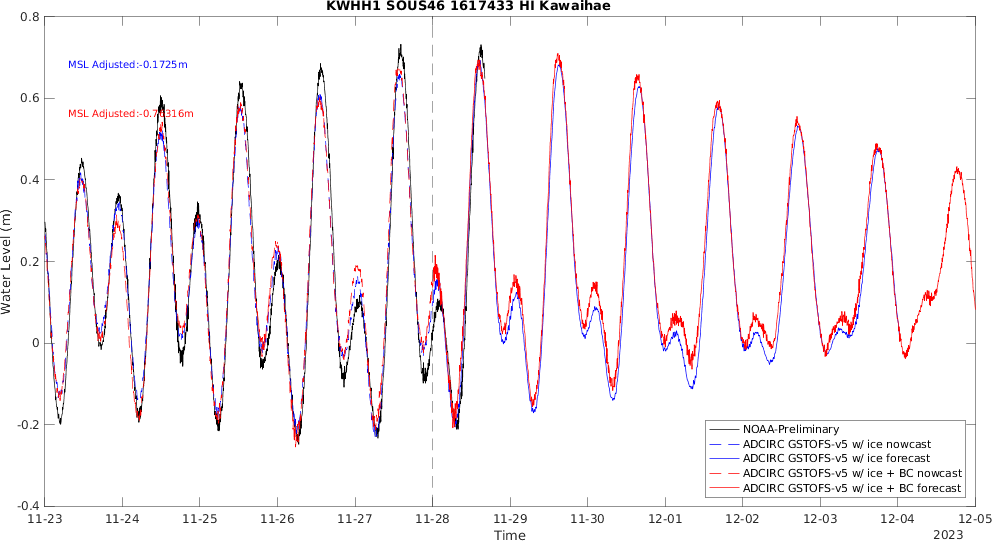 KWHH1 SOUS46 1617433 HI Kawaihae
0.8
MSL Adjusted:-0.1725m
0.6
0.4
0.2
0
-0.2
-0.4
Water Level (m)
NOAA-Preliminary
ADCIRC GSTOFS-v5 w/ ice nowcast
ADCIRC GSTOFS-v5 w/ ice forecast
ADCIRC GSTOFS-v5 w/ ice + BC nowcast
ADCIRC GSTOFS-v5 w/ ice + BC forecast
11-23 11-24 11-25 11-26 11-27 11-28 11-29 11-30 12-01 12-02 12-03 12-04 12-05
Time
2023
MSL Adjusted